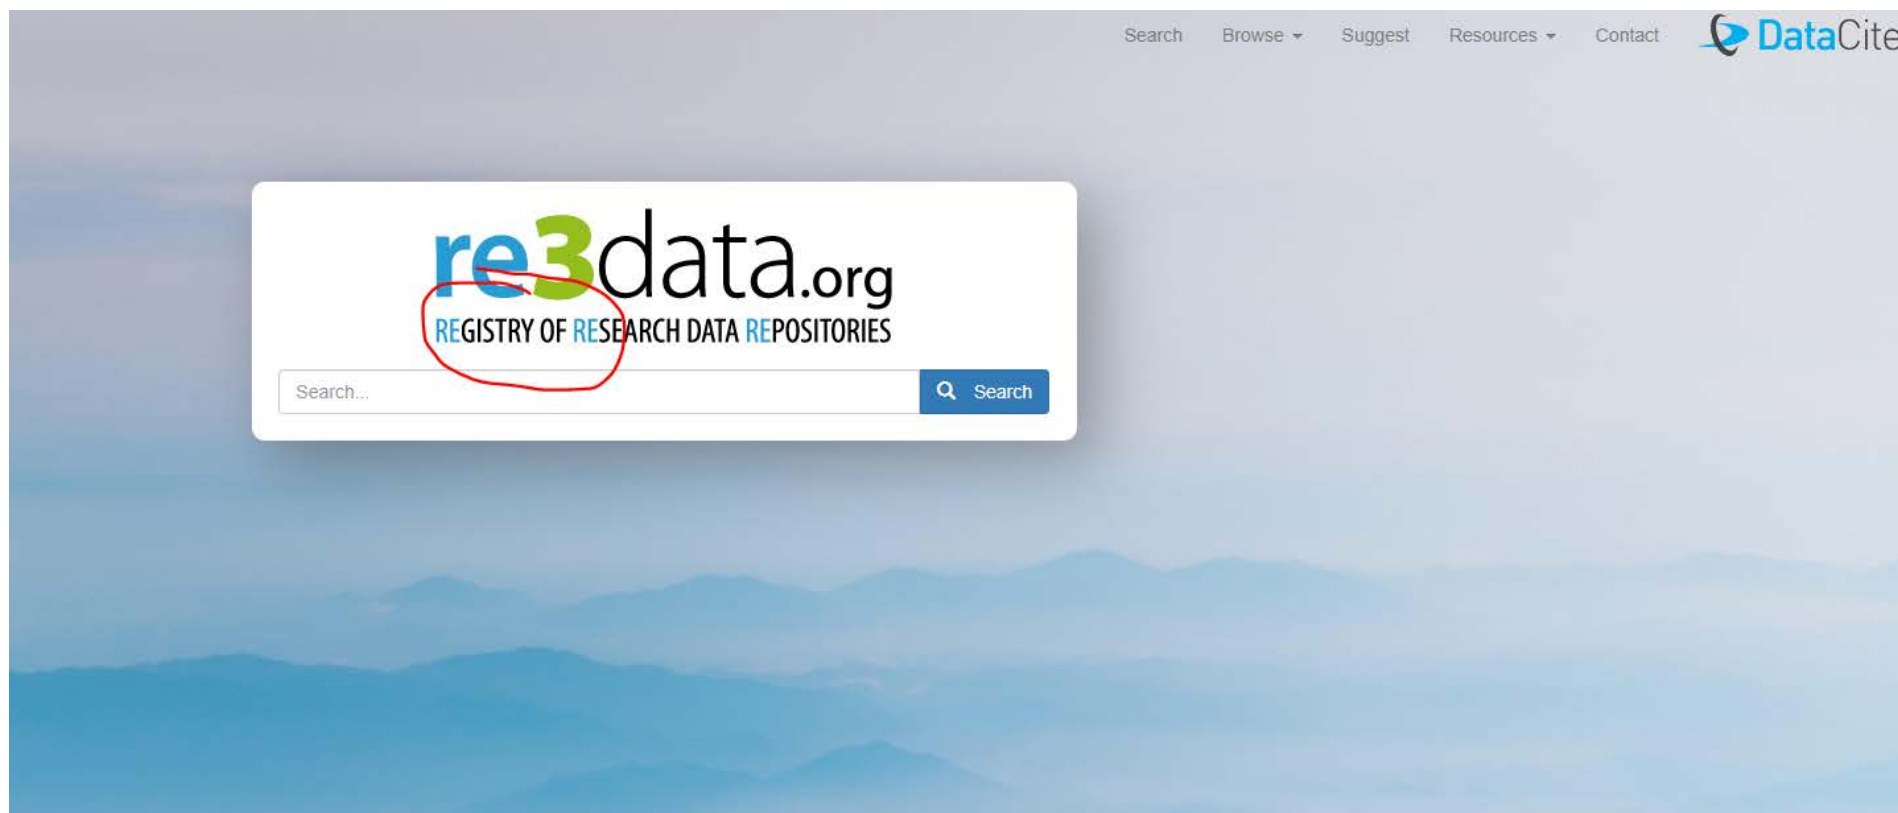 Search Browse Suggest Resources Contact DataCite
re3data.org
REGISTRY OF RESEARCH DATA REPOSITORIES
Search... Search